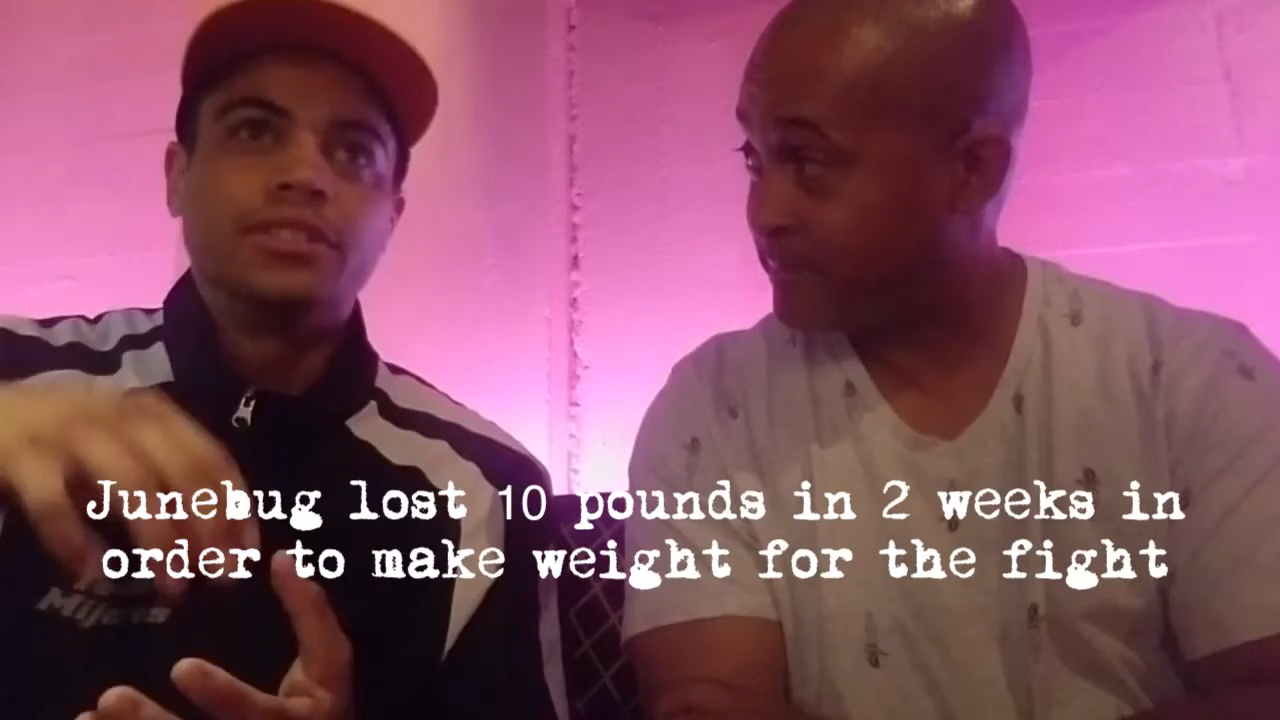 Junebug lost 10 pounds in 2 weeks in
order to make weight for the fight